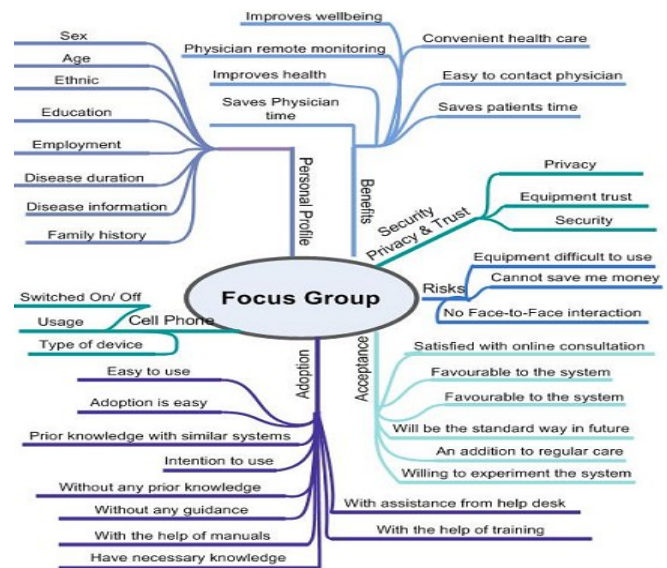 Improves wellbeing
Physician remote monitoring
Improves health
Saves Physician
time
Convenient health care
Easy to contact physician
Saves patients time
Benefits
Sex
Age
Ethnic
Education
Employment
Disease duration
Disease information
Family history
Personal Profile
Security
Privacy & Trust
Privacy
Equipment trust
Security
Focus Group
Risks
Equipment difficult to use
Cannot save me money
No Face-to-Face interaction
Switched On/ Off
Usage
Cell Phone
Type of device
Acceptance
Satisfied with online consultation
Favourable to the system
Favourable to the system
Will be the standard way in future
An addition to regular care
Willing to experiment the system
Adoption
Easy to use
Adoption is easy
Prior knowledge with similar systems
Intention to use
Without any prior knowledge
Without any guidance
With the help of manuals
Have necessary knowledge
With assistance from help desk
With the help of training